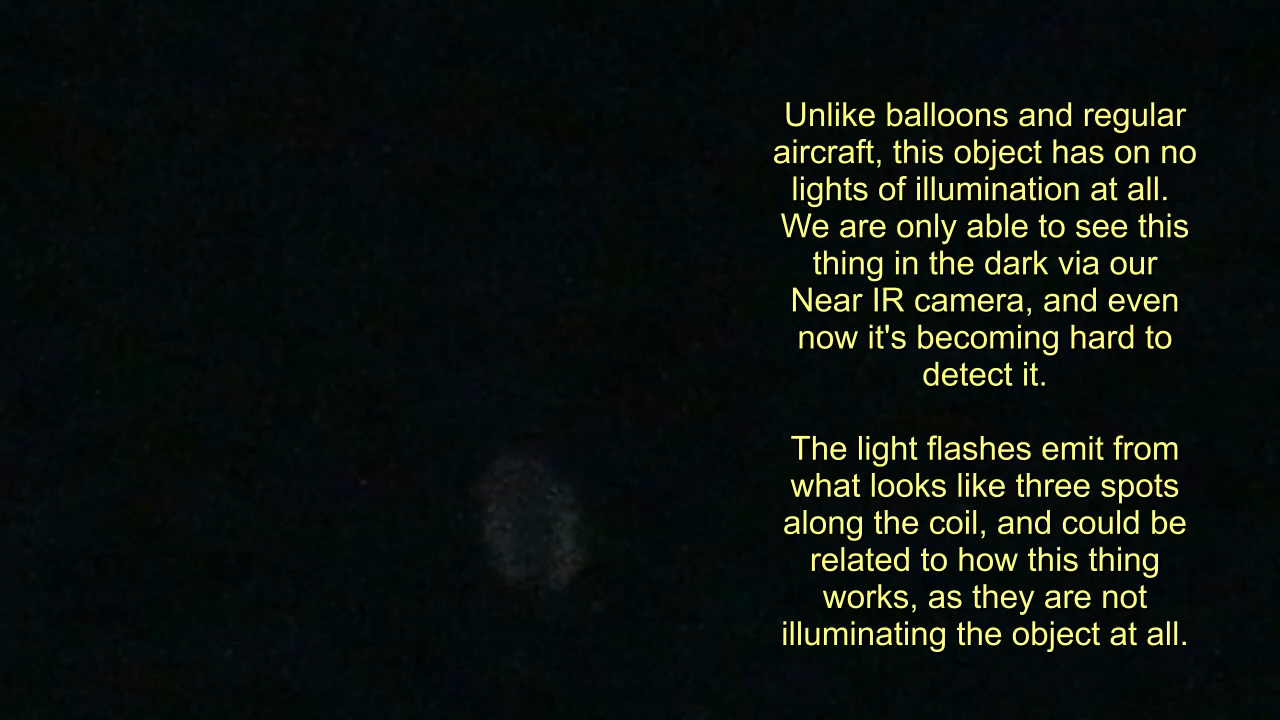 Unlike balloons and regular
aircraft, this object has on no
lights of illumination at all.
We are only able to see this
thing in the dark via our
Near IR camera, and even
now it's becoming hard to
detect it.
The light flashes emit from
what looks like three spots
along the coil, and could be
related to how this thing
works, as they are not
illuminating the object at all.